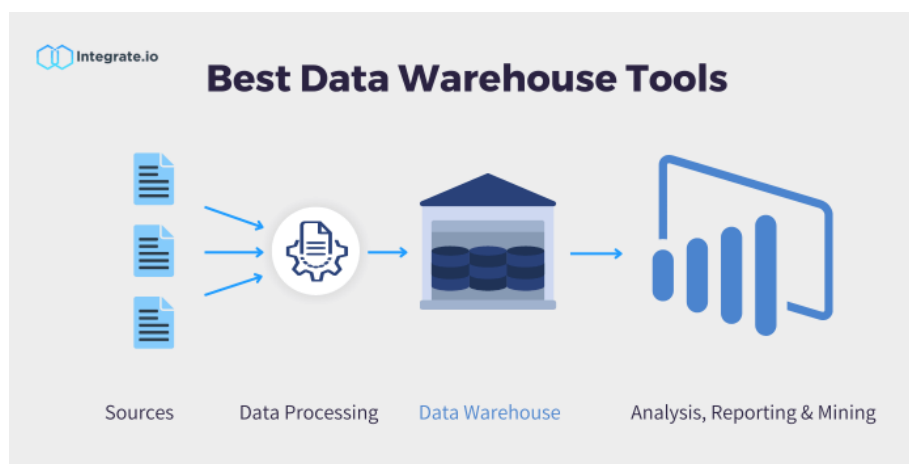 Integrate.io
Best Data Warehouse Tools
Sources
Data Processing
Data Warehouse
Analysis, Reporting & Mining